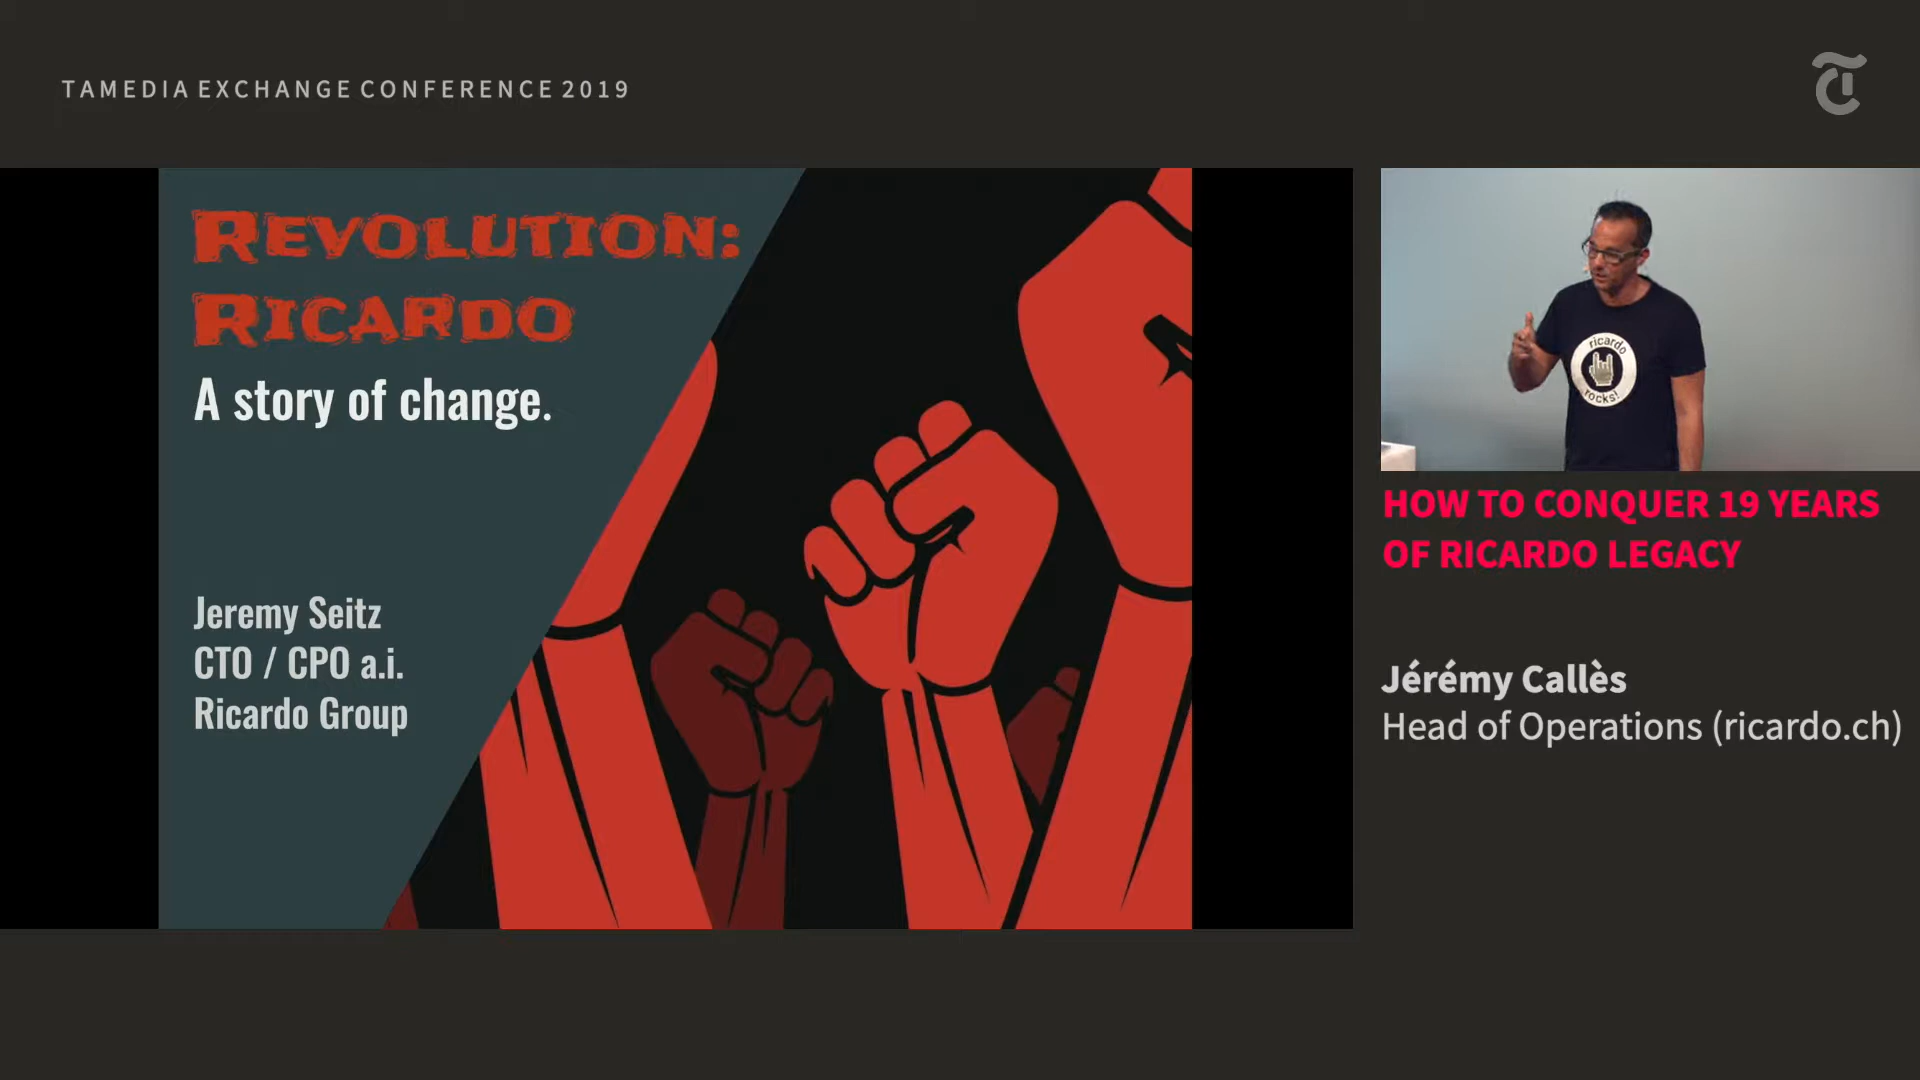 TAMEDIA EXCHANGE CONFERENCE 2019
REVOLUTION:
RICARDO
A story of change.
Jeremy Seitz
CTO / CPO a.i.
Ricardo Group
ricardo
rocks!
HOW TO CONQUER 19 YEARS
OF RICARDO LEGACY
Jérémy Callès
Head of Operations (ricardo.ch)